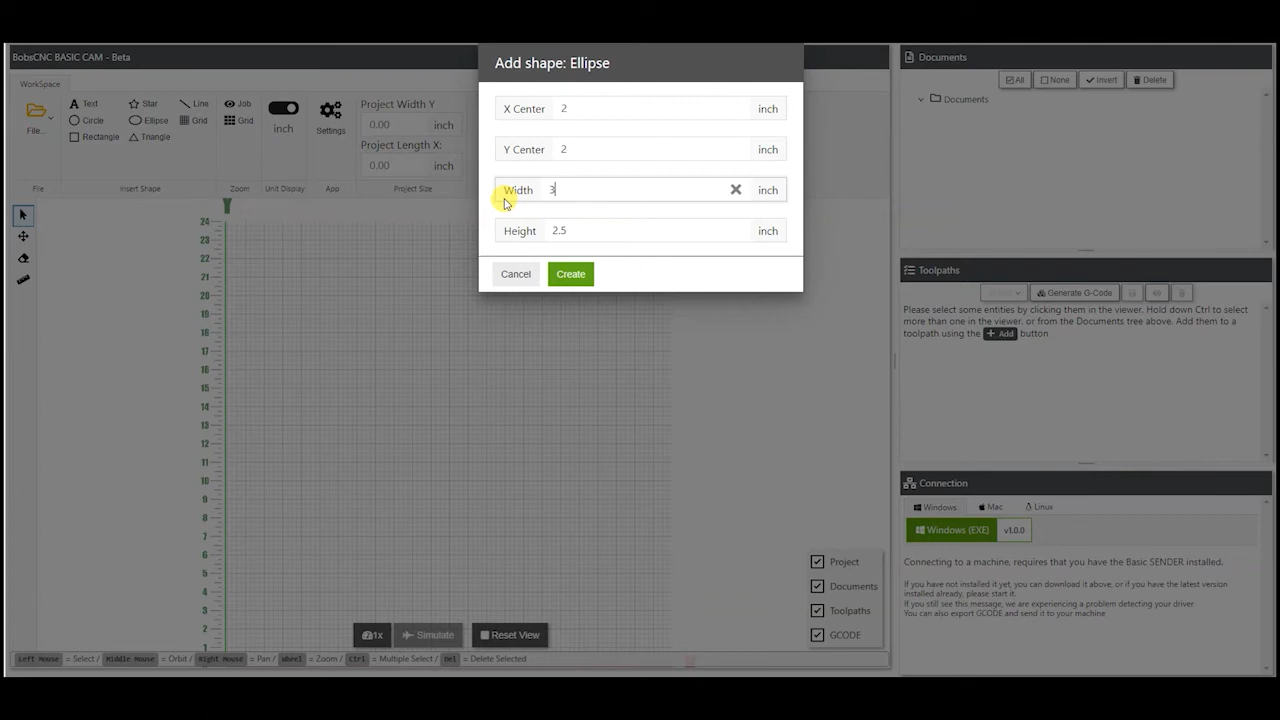 BobsCNC BASIC CAM - Beta
WorkSpace
File...
Text
Star
Line
Circle
Ellipse
Grid
Rectangle
Triangle
Job
Grid
inch
Settings
Project Width Y
0.00 inch
Project Length X:
0.00 inch
File
Insert Shape
Zoom
Unit Display
App
Project Size
Add shape: Ellipse
X Center 2 inch
Y Center 2 inch
Width 3 inch
Height 2.5 inch
Cancel
Create
24
23
22
21
20
19
18
17
16
15
14
13
12
11
10
9
8
7
6
5
4
3
2
1
Project
Documents
Toolpaths
GCODE
1x
Simulate
Reset View
Left Mouse = Select / Middle Mouse = Orbit / Right Mouse = Pan / Wheel = Zoom / Ctrl = Multiple Select / Del = Delete Selected
Documents
All
None
Invert
Delete
Documents
Toolpaths
Generate G-Code
Please select some entities by clicking them in the viewer. Hold down Ctrl to select
more than one in the viewer. or from the Documents tree above. Add them to a
toolpath using the + Add button
Connection
Windows
Mac
Linux
Windows (EXE) v1.0.0
Connecting to a machine, requires that you have the Basic SENDER installed.
If you have not installed it yet, you can download it above, or if you have the latest version
installed already, please start it.
If you still see this message, we are experiencing a problem detecting your driver
You can also export GCODE and send it to your machine